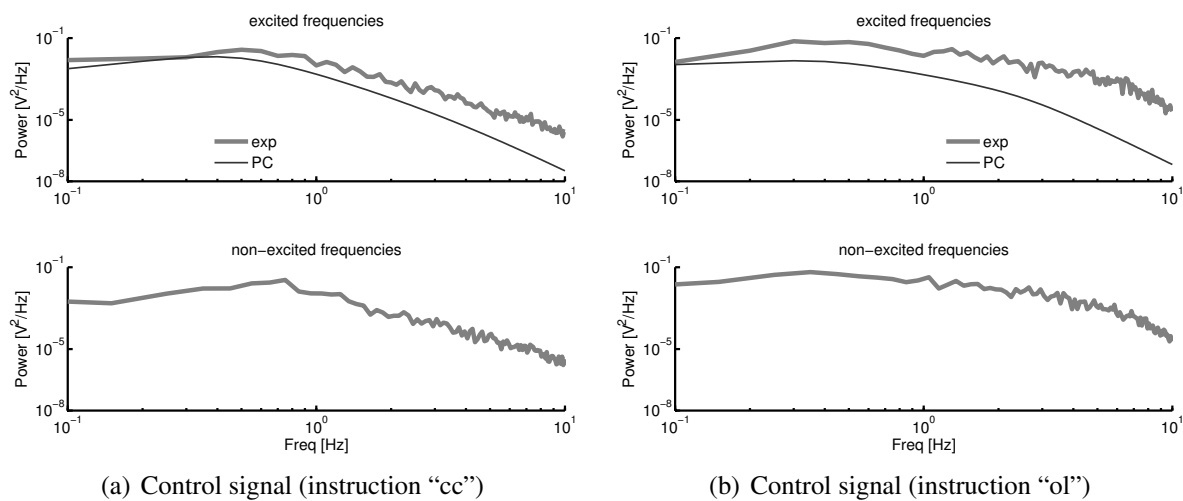 excited frequencies
10⁻¹
10⁻⁵
10⁻⁸
Power [V²/Hz]
exp
PC
10⁻¹
10⁰
10¹
non−excited frequencies
10⁻¹
10⁻⁵
10⁻⁸
Power [V²/Hz]
10⁻¹
10⁰
10¹
Freq [Hz]
(a) Control signal (instruction “cc”)
excited frequencies
10⁻¹
10⁻⁵
10⁻⁸
Power [V²/Hz]
exp
PC
10⁻¹
10⁰
10¹
non−excited frequencies
10⁻¹
10⁻⁵
10⁻⁸
Power [V²/Hz]
10⁻¹
10⁰
10¹
Freq [Hz]
(b) Control signal (instruction “ol”)